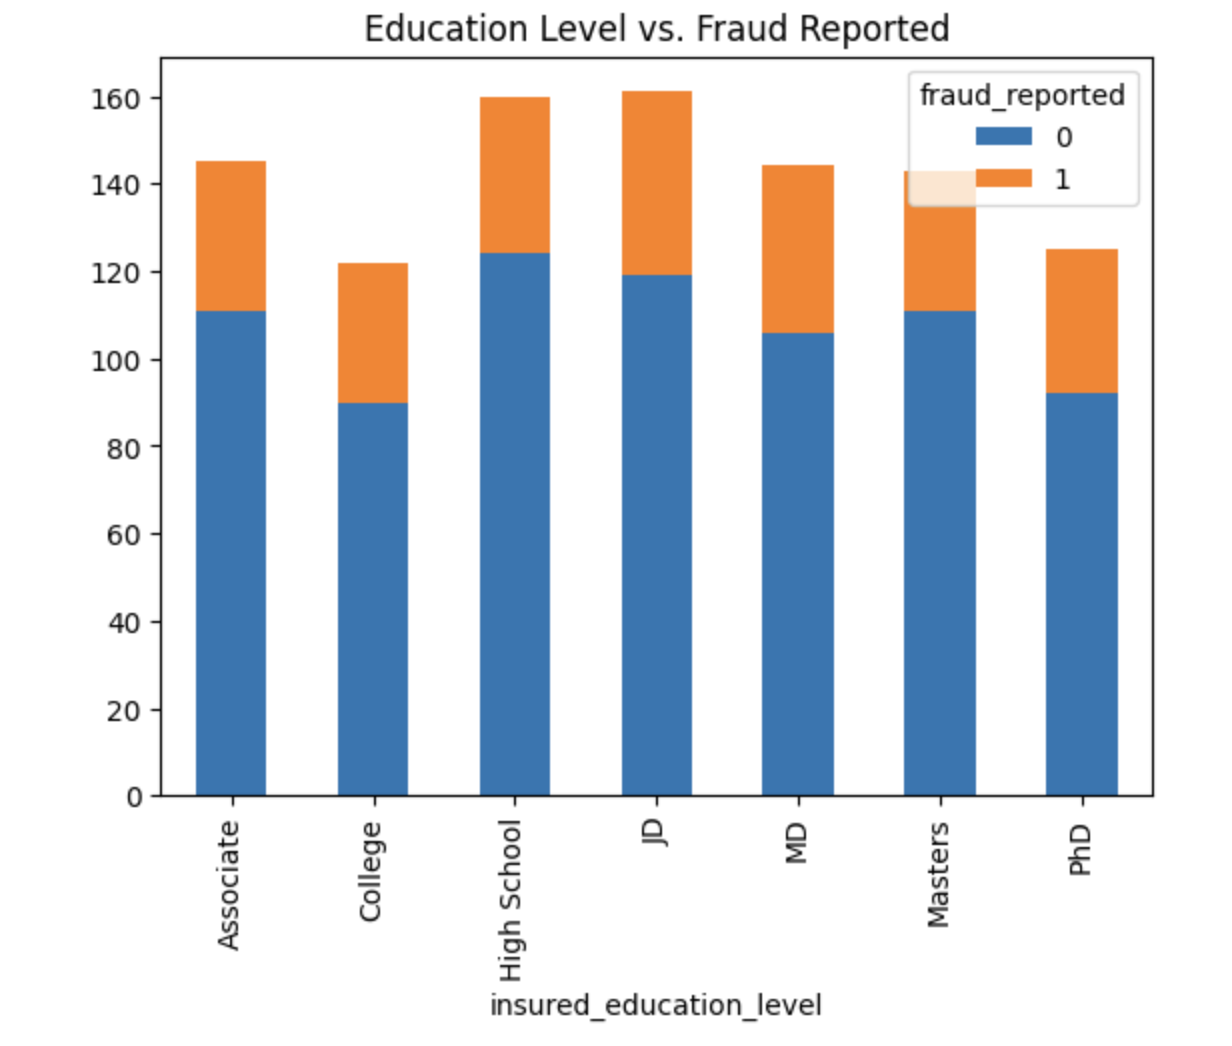 Education Level vs. Fraud Reported
fraud_reported
0
1
160
140
120
100
80
60
40
20
0
Associate
College
High School
JD
MD
Masters
PhD
insured_education_level